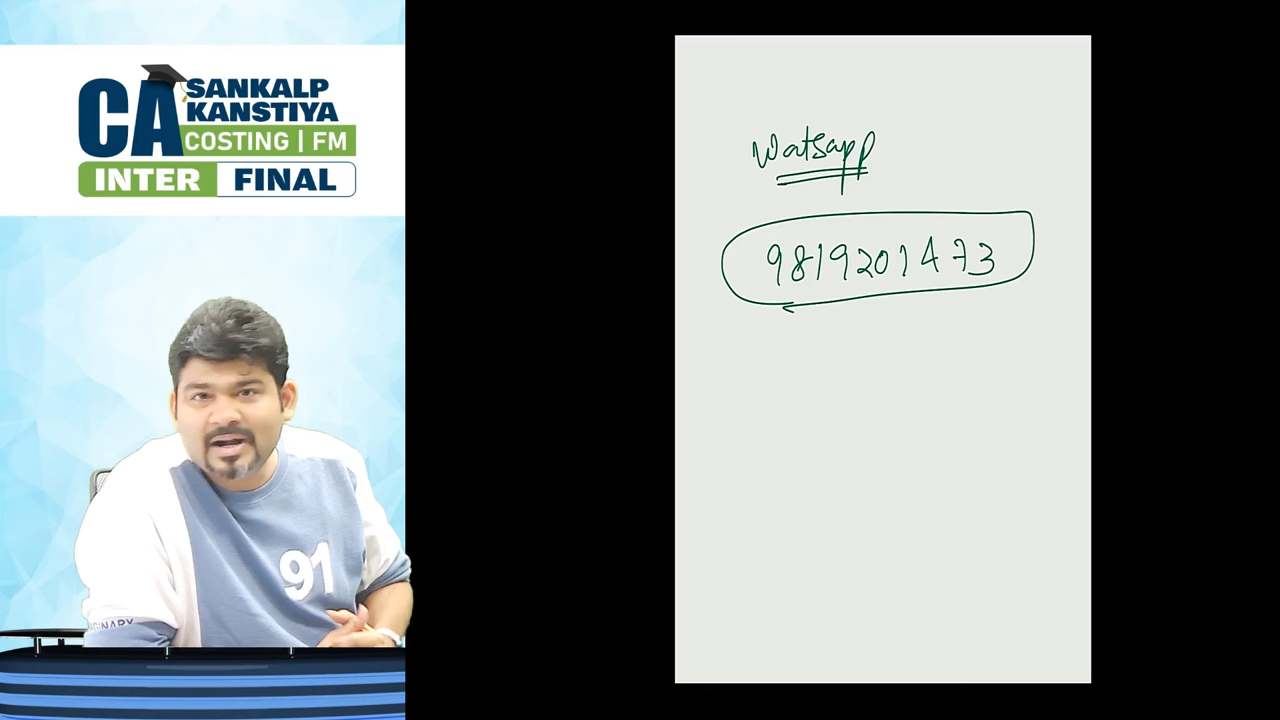 CA SANKALP
KANSTIYA
COSTING | FM
INTER FINAL
Watsapp
9819201473
91